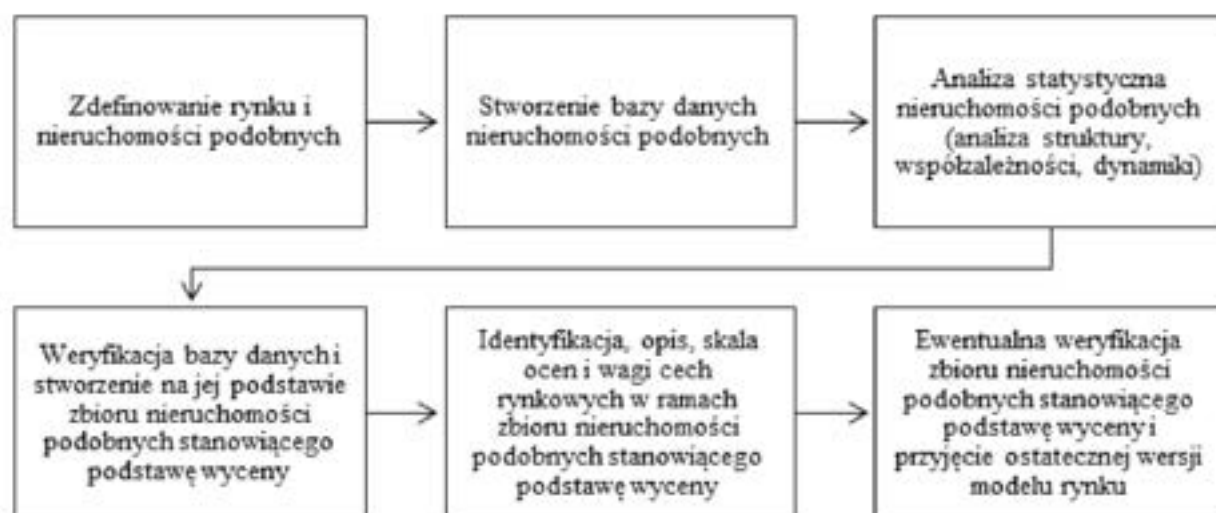 Zdefinowanie rynku i
nieruchomości podobnych
Stworzenie bazy danych
nieruchomości podobnych
Analiza statystyczna
nieruchomości podobnych
(analiza struktury,
współzależności, dynamiki)
Weryfikacja bazy danych i
stworzenie na jej podstawie
zbioru nieruchomości
podobnych stanowiącego
podstawę wyceny
Identyfikacja, opis, skala
ocen i wagi cech
rynkowych w ramach
zbioru nieruchomości
podobnych stanowiącego
podstawę wyceny
Ewentualna weryfikacja
zbioru nieruchomości
podobnych stanowiącego
podstawę wyceny i
przyjęcie ostatecznej wersji
modelu rynku